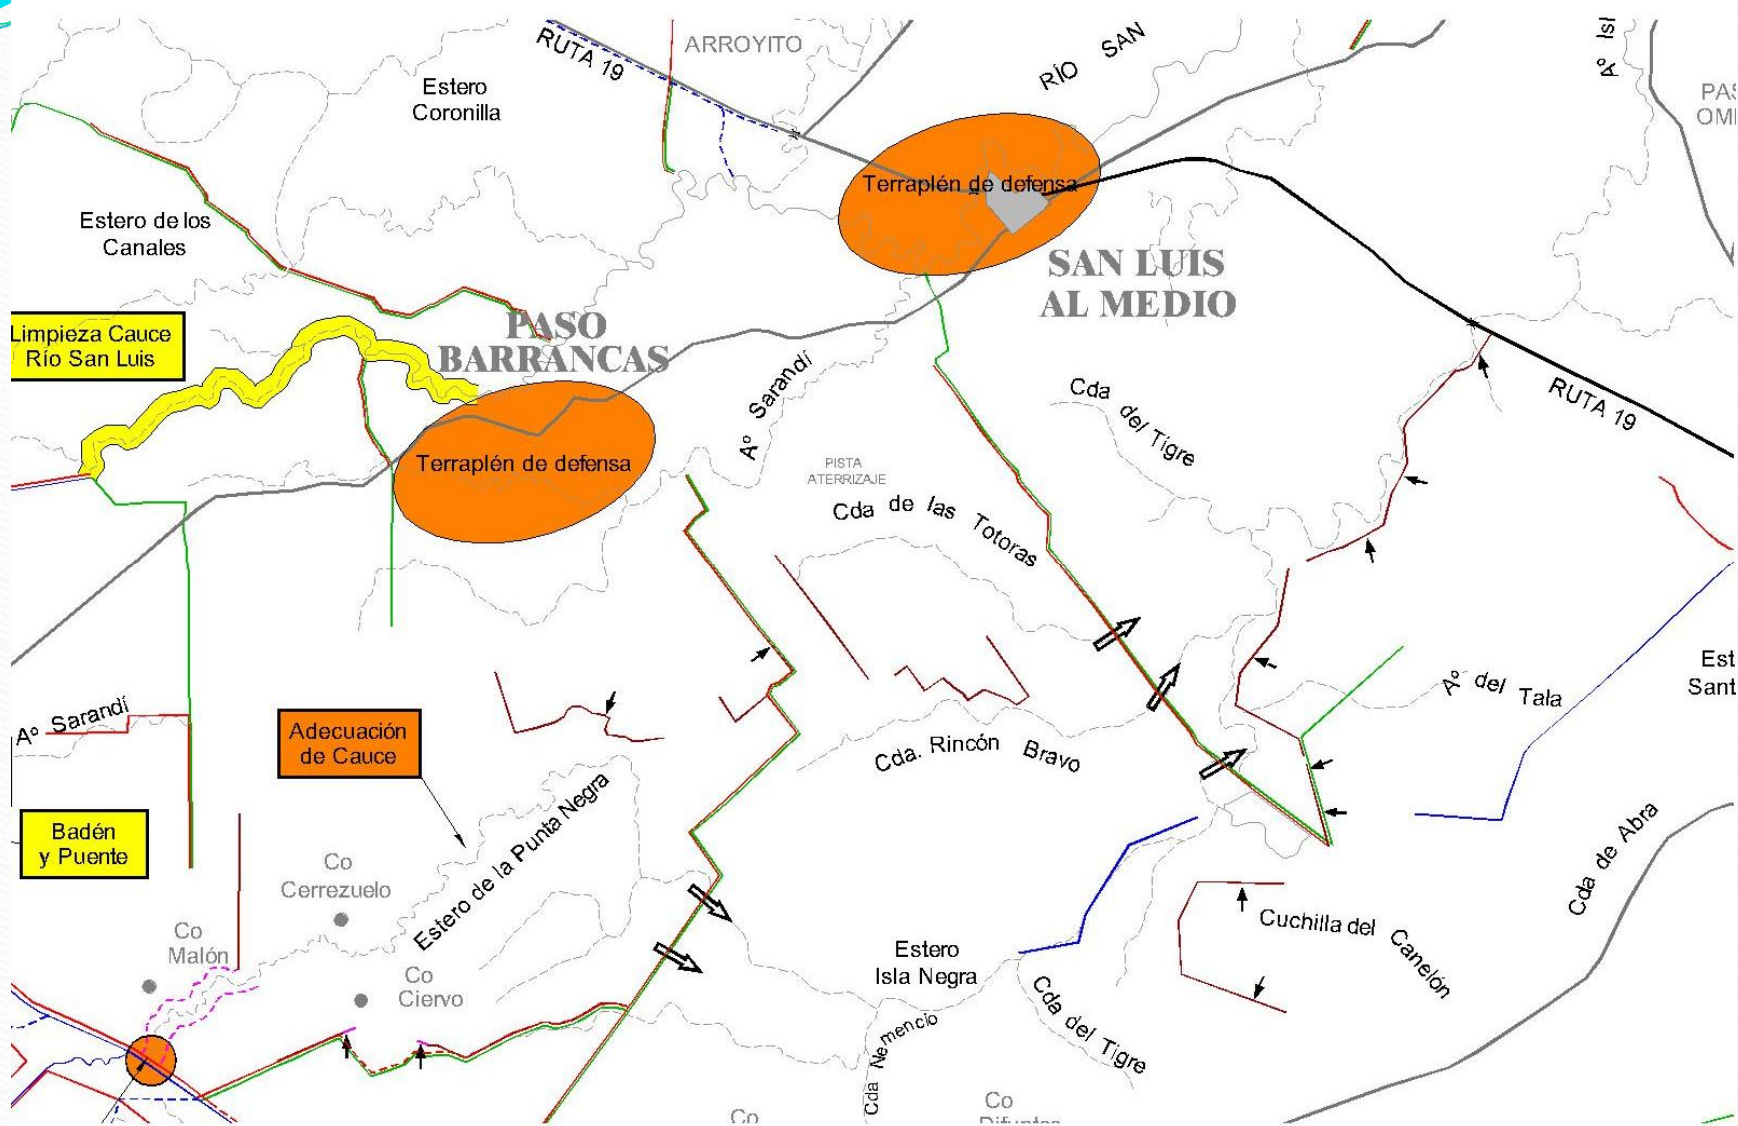 RUTA 19
ARROYITO
RÍO SAN
Aº Isl
Estero
Coronilla
PAS
OMI
Terraplén de defensa
Estero de los
Canales
SAN LUIS
AL MEDIO
Limpieza Cauce
Río San Luis
PASO
BARRANCAS
Aº Sarandí
Cda del Tigre
RUTA 19
Terraplén de defensa
PISTA
ATERRIZAJE
Cda de las Totoras
Est
Sant
Aº del Tala
Aº Sarandí
Adecuación
de Cauce
Cda. Rincón Bravo
Badén
y Puente
Estero de la Punta Negra
Cda de Abra
Co
Cerrezuelo
Cuchilla del Canelón
Co
Malón
Estero
Isla Negra
Co
Ciervo
Cda del Tigre
Cda Nemencio
Co
Co